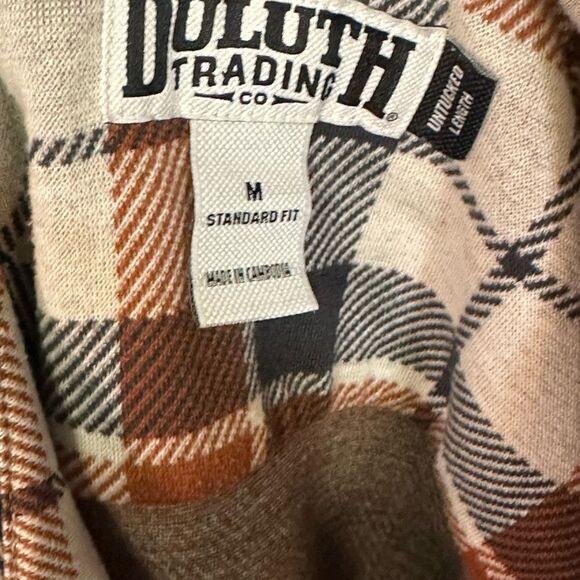 DULUTH
TRADING
CO
®
UNTUCKED
LENGTH
M
STANDARD FIT
MADE IN CAMBODIA